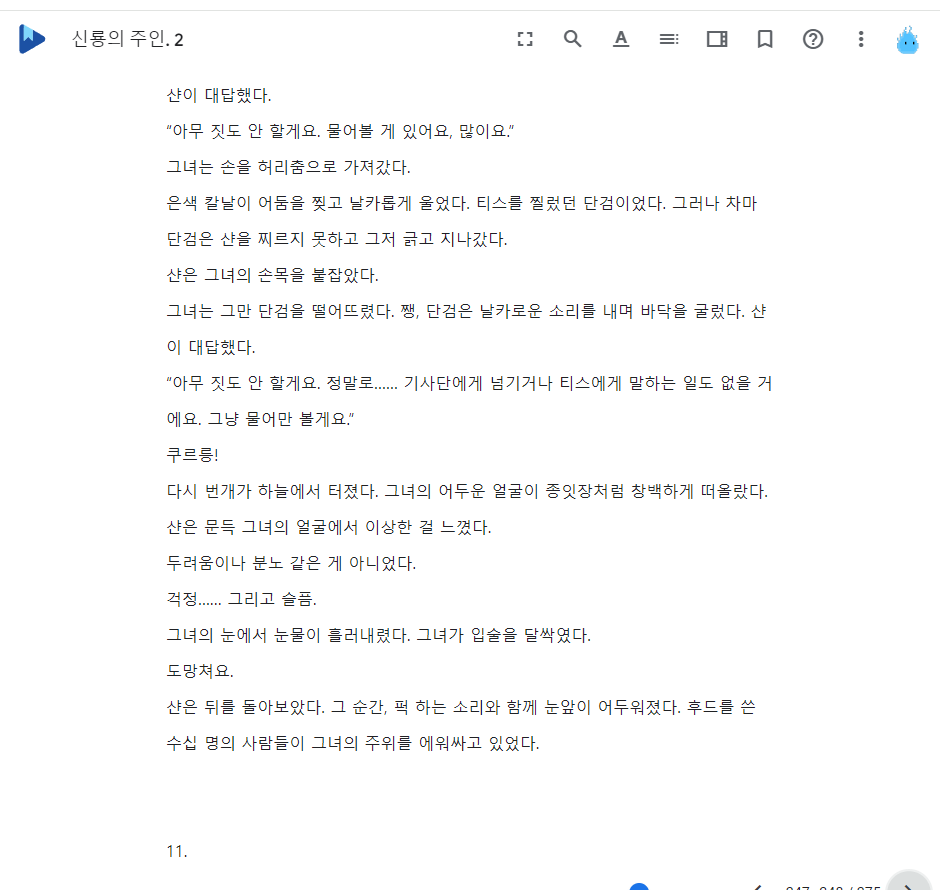 신룡의 주인. 2
샨이 대답했다.
“아무 짓도 안 할게요. 물어볼 게 있어요, 많이요.”
그녀는 손을 허리춤으로 가져갔다.
은색 칼날이 어둠을 찢고 날카롭게 울었다. 티스를 찔렀던 단검이었다. 그러나 차마
단검은 샨을 찌르지 못하고 그저 긁고 지나갔다.
샨은 그녀의 손목을 붙잡았다.
그녀는 그만 단검을 떨어뜨렸다. 쨍, 단검은 날카로운 소리를 내며 바닥을 굴렀다. 샨
이 대답했다.
“아무 짓도 안 할게요. 정말로...... 기사단에게 넘기거나 티스에게 말하는 일도 없을 거
에요. 그냥 물어만 볼게요.”
쿠르릉!
다시 번개가 하늘에서 터졌다. 그녀의 어두운 얼굴이 종잇장처럼 창백하게 떠올랐다.
샨은 문득 그녀의 얼굴에서 이상한 걸 느꼈다.
두려움이나 분노 같은 게 아니었다.
걱정...... 그리고 슬픔.
그녀의 눈에서 눈물이 흘러내렸다. 그녀가 입술을 달싹였다.
도망쳐요.
샨은 뒤를 돌아보았다. 그 순간, 퍽 하는 소리와 함께 눈앞이 어두워졌다. 후드를 쓴
수십 명의 사람들이 그녀의 주위를 에워싸고 있었다.
11.